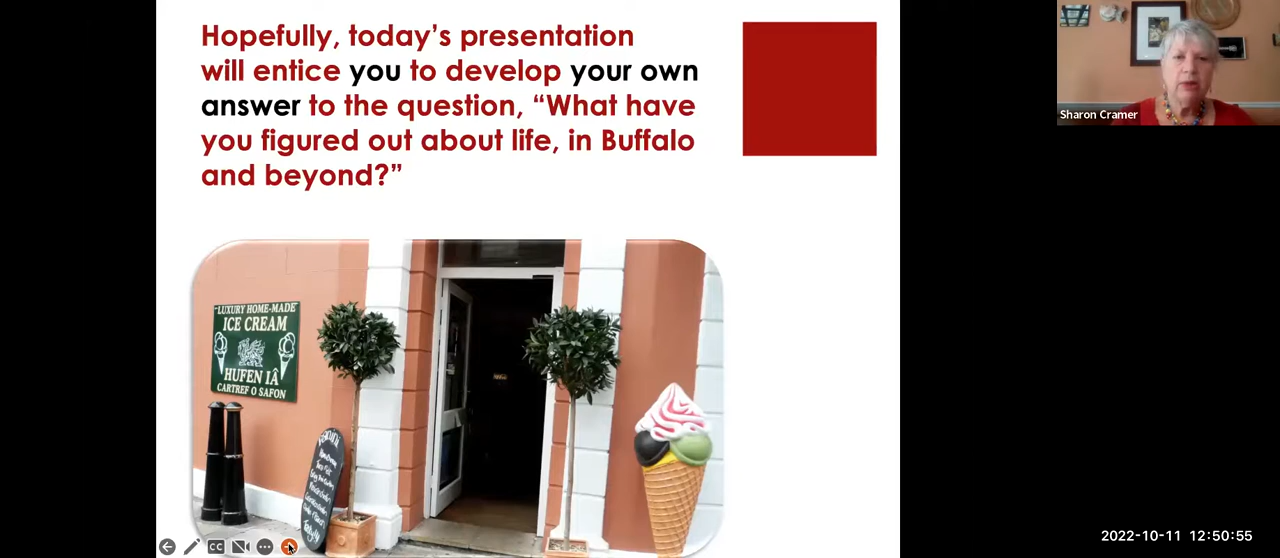 Hopefully, today’s presentation
will entice you to develop your own
answer to the question, “What have
you figured out about life, in Buffalo
and beyond?”
"LUXURY HOME-MADE"
ICE CREAM
HUFEN IÂ
CARTREF O SAFON
Panini
CC
Sharon Cramer
2022-10-11 12:50:55